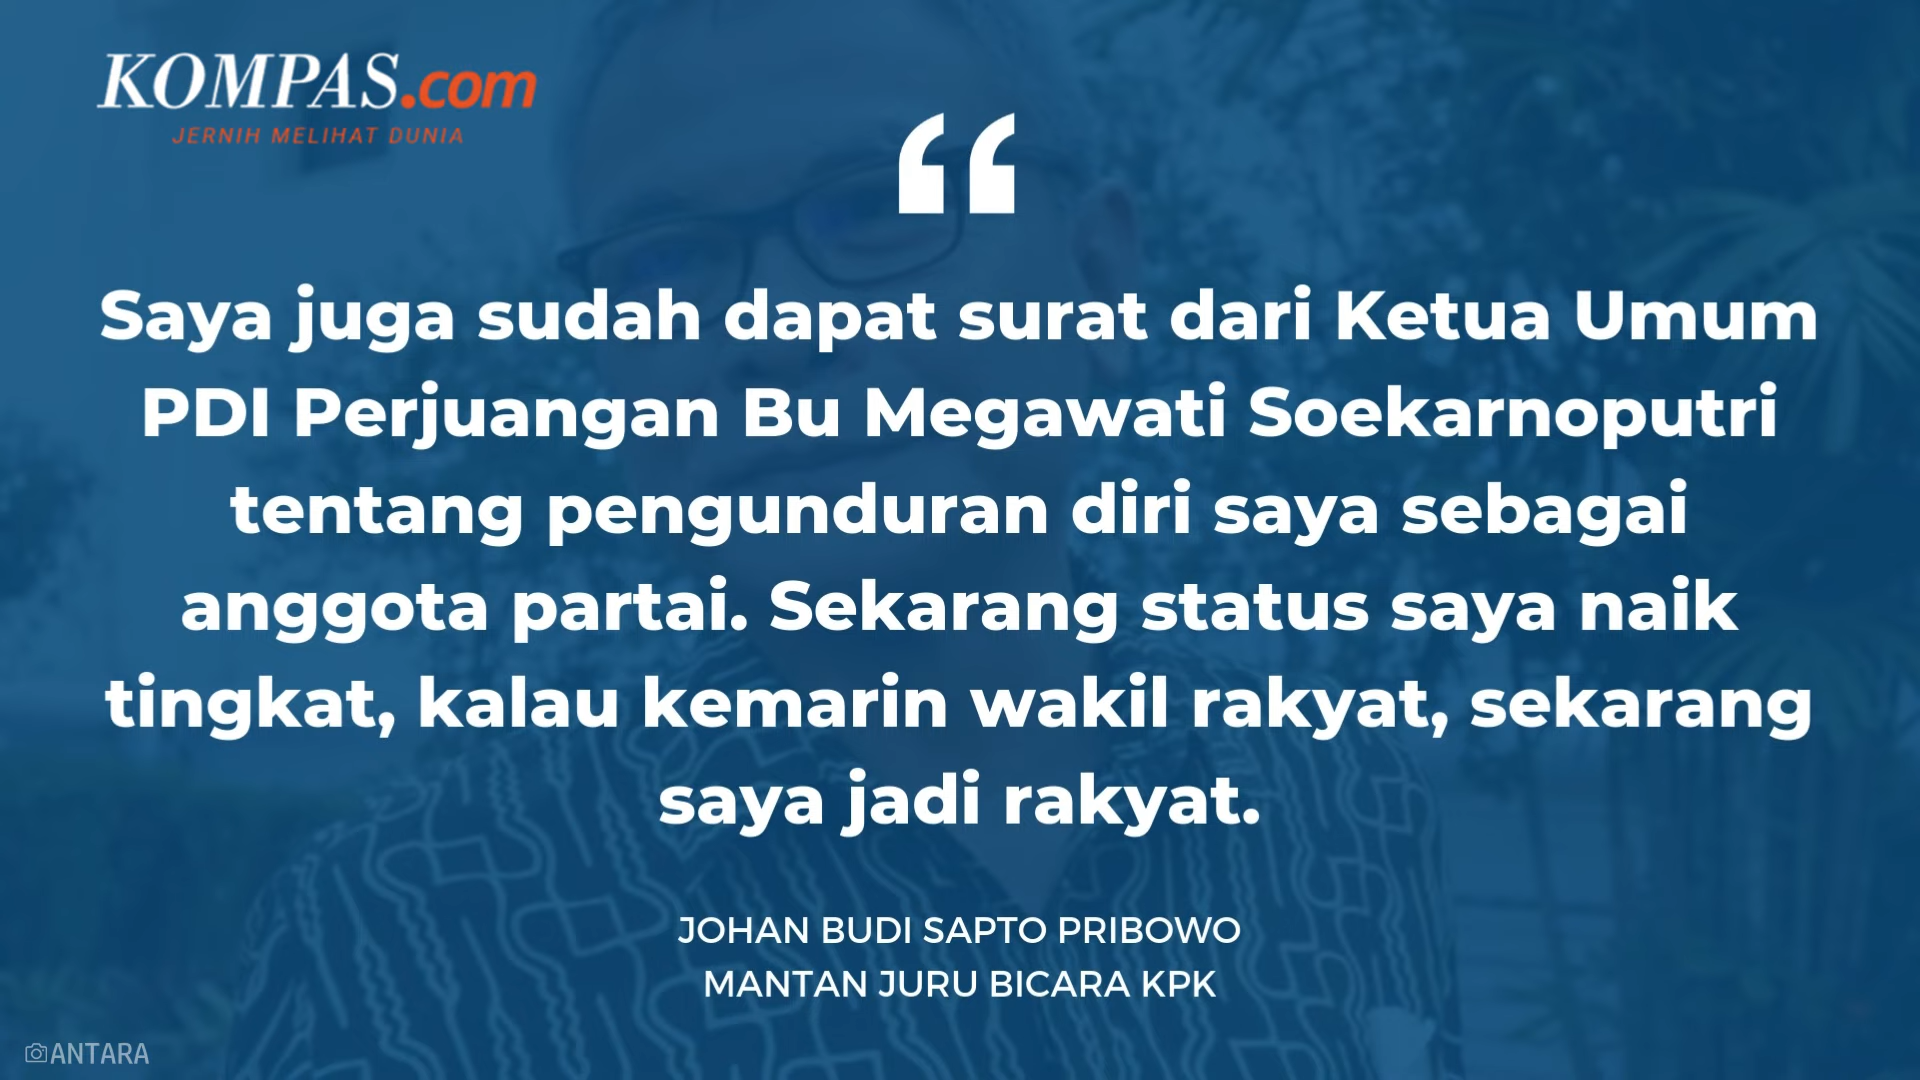 KOMPAS.com
JERNIH MELIHAT DUNIA
“
Saya juga sudah dapat surat dari Ketua Umum
PDI Perjuangan Bu Megawati Soekarnoputri
tentang pengunduran diri saya sebagai
anggota partai. Sekarang status saya naik
tingkat, kalau kemarin wakil rakyat, sekarang
saya jadi rakyat.
JOHAN BUDI SAPTO PRIBOWO
MANTAN JURU BICARA KPK
ANTARA